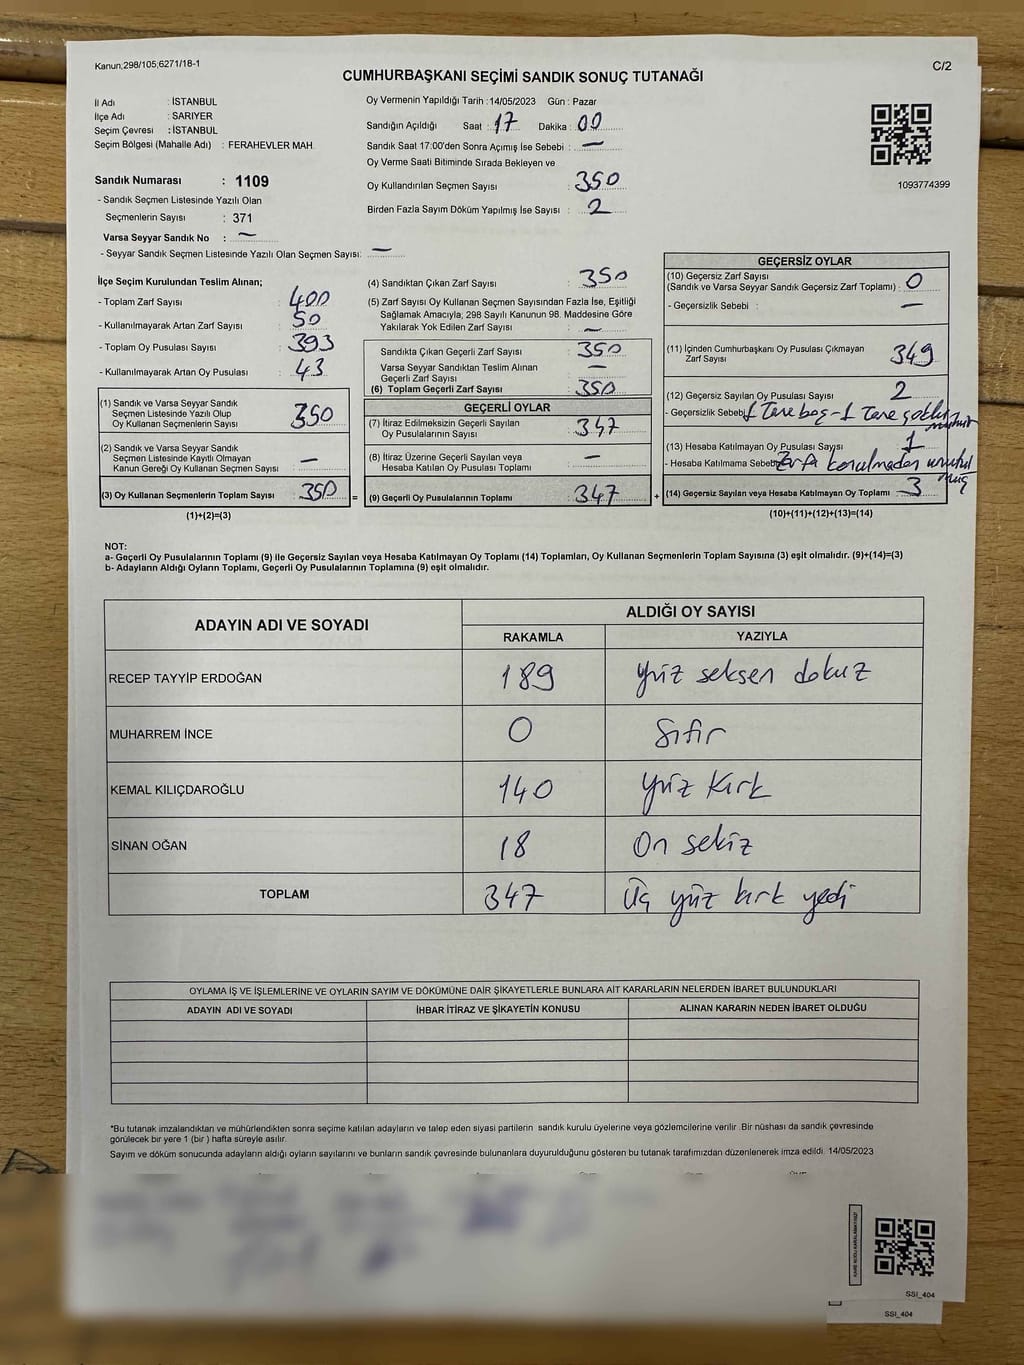 Kanun;298/105;6271/18-1
C/2
CUMHURBAŞKANI SEÇİMİ SANDIK SONUÇ TUTANAĞI
İl Adı : İSTANBUL
İlçe Adı : SARIYER
Seçim Çevresi : İSTANBUL
Seçim Bölgesi (Mahalle Adı) : FERAHEVLER MAH.
Oy Vermenin Yapıldığı Tarih : 14/05/2023 Gün : Pazar
Sandığın Açıldığı Saat : 17 Dakika : 00
Sandık Saat 17:00'den Sonra Açımış İse Sebebi : —
Oy Verme Saati Bitiminde Sırada Bekleyen ve
Oy Kullandırılan Seçmen Sayısı : 350
Birden Fazla Sayım Döküm Yapılmış İse Sayısı : 2
1093774399
Sandık Numarası : 1109
- Sandık Seçmen Listesinde Yazılı Olan
Seçmenlerin Sayısı : 371
Varsa Seyyar Sandık No : —
- Seyyar Sandık Seçmen Listesinde Yazılı Olan Seçmen Sayısı: —
İlçe Seçim Kurulundan Teslim Alınan;
- Toplam Zarf Sayısı : 400
- Kullanılmayarak Artan Zarf Sayısı : 50
- Toplam Oy Pusulası Sayısı : 393
- Kullanılmayarak Artan Oy Pusulası : 43
(1) Sandık ve Varsa Seyyar Sandık
Seçmen Listesinde Yazılı Olup
Oy Kullanan Seçmenlerin Sayısı : 350
(2) Sandık ve Varsa Seyyar Sandık
Seçmen Listesinde Kayıtlı Olmayan
Kanun Gereği Oy Kullanan Seçmen Sayısı : —
(3) Oy Kullanan Seçmenlerin Toplam Sayısı : 350 =
(1)+(2)=(3)
(4) Sandıktan Çıkan Zarf Sayısı : 350
(5) Zarf Sayısı Oy Kullanan Seçmen Sayısından Fazla İse, Eşitliği
Sağlamak Amacıyla; 298 Sayılı Kanunun 98. Maddesine Göre
Yakılarak Yok Edilen Zarf Sayısı : —
Sandıkta Çıkan Geçerli Zarf Sayısı : 350
Varsa Seyyar Sandıktan Teslim Alınan
Geçerli Zarf Sayısı : —
(6) Toplam Geçerli Zarf Sayısı : 350
GEÇERLİ OYLAR
(7) İtiraz Edilmeksizin Geçerli Sayılan
Oy Pusulalarının Sayısı : 347
(8) İtiraz Üzerine Geçerli Sayılan veya
Hesaba Katılan Oy Pusulası Toplamı : —
(9) Geçerli Oy Pusulalarının Toplamı : 347 +
GEÇERSİZ OYLAR
(10) Geçersiz Zarf Sayısı
(Sandık ve Varsa Seyyar Sandık Geçersiz Zarf Toplamı) : 0
- Geçersizlik Sebebi : —
(11) İçinden Cumhurbaşkanı Oy Pusulası Çıkmayan
Zarf Sayısı : 349
(12) Geçersiz Sayılan Oy Pusulası Sayısı : 2
- Geçersizlik Sebebi 1 Tane boş - 1 Tane
(13) Hesaba Katılmayan Oy Pusulası Sayısı : 1
- Hesaba Katılmama Sebebi Zarfa konulmadan unutul
muş
(14) Geçersiz Sayılan veya Hesaba Katılmayan Oy Toplamı : 3
(10)+(11)+(12)+(13)=(14)
NOT:
a- Geçerli Oy Pusulalarının Toplamı (9) ile Geçersiz Sayılan veya Hesaba Katılmayan Oy Toplamı (14) Toplamları, Oy Kullanan Seçmenlerin Toplam Sayısına (3) eşit olmalıdır. (9)+(14)=(3)
b- Adayların Aldığı Oyların Toplamı, Geçerli Oy Pusulalarının Toplamına (9) eşit olmalıdır.
ADAYIN ADI VE SOYADI ALDIĞI OY SAYISI
RAKAMLA YAZIYLA
RECEP TAYYİP ERDOĞAN 189 yüz seksen dokuz
MUHARREM İNCE 0 Sıfır
KEMAL KILIÇDAROĞLU 140 yüz kırk
SİNAN OĞAN 18 On sekiz
TOPLAM 347 Üç yüz kırk yedi
OYLAMA İŞ VE İŞLEMLERİNE VE OYLARIN SAYIM VE DÖKÜMÜNE DAİR ŞİKAYETLERLE BUNLARA AİT KARARLARIN NELERDEN İBARET BULUNDUKLARI
ADAYIN ADI VE SOYADI İHBAR İTİRAZ VE ŞİKAYETİN KONUSU ALINAN KARARIN NEDEN İBARET OLDUĞU
*Bu tutanak imzalandıktan ve mühürlendikten sonra seçime katılan adayların ve talep eden siyasi partilerin sandık kurulu üyelerine veya gözlemcilerine verilir .Bir nüshası da sandık çevresinde
görülecek bir yere 1 (bir ) hafta süreyle asılır.
Sayım ve döküm sonucunda adayların aldığı oyların sayılarını ve bunların sandık çevresinde bulunanlara duyurulduğunu gösteren bu tutanak tarafımızdan düzenlenerek imza edildi. 14/05/2023
SSI_404
SSI_404